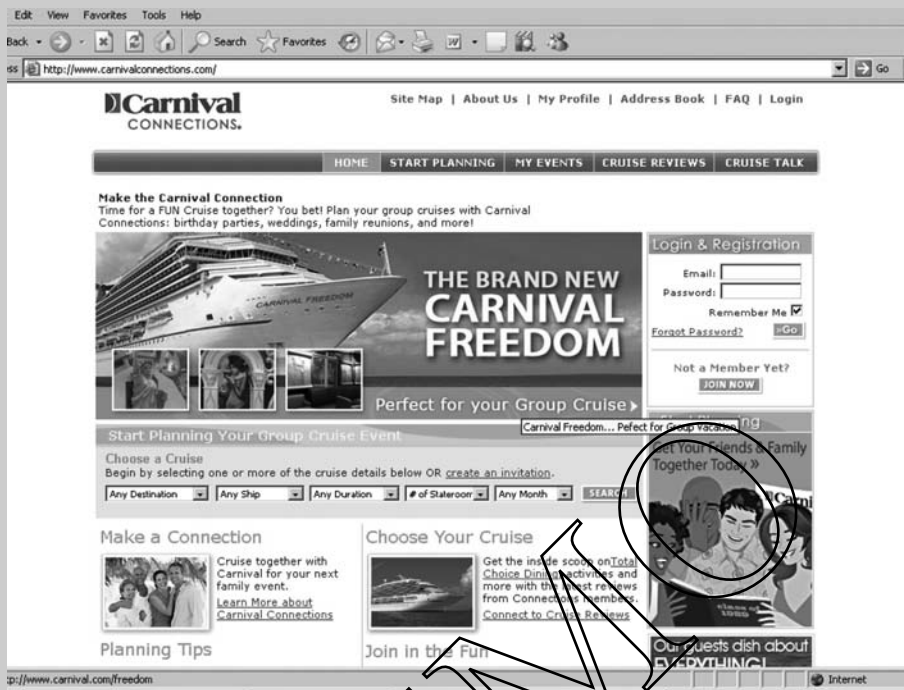 Edit View Favorites Tools Help
Back Search Favorites
ss http://www.carnivalconnections.com/ Go
Carnival
CONNECTIONS.
Site Map | About Us | My Profile | Address Book | FAQ | Login
HOME START PLANNING MY EVENTS CRUISE REVIEWS CRUISE TALK
Make the Carnival Connection
Time for a FUN Cruise together? You bet! Plan your group cruises with Carnival
Connections: birthday parties, weddings, family reunions, and more!
CARNIVAL FREEDOM
THE BRAND NEW
CARNIVAL
FREEDOM
Perfect for your Group Cruise
Carnival Freedom... Pefect for Group Vacation
Login & Registration
Email:
Password:
Remember Me
Forgot Password? »Go
Not a Member Yet?
JOIN NOW
Start Planning Your Group Cruise Event
Choose a Cruise
Begin by selecting one or more of the cruise details below OR create an invitation.
Any Destination Any Ship Any Duration # of Stateroom Any Month SEARCH
Start Planning
Get Your Friends & Family
Together Today »
Carni
class of
Make a Connection
Cruise together with
Carnival for your next
family event.
Learn More about
Carnival Connections
Choose Your Cruise
Get the inside scoop on Total
Choice Dining, activities and
more with the latest reviews
from Connections members.
Connect to Cruise Reviews
Planning Tips
Join in the Fun
Our guests dish about
EVERYTHING!
tp://www.carnival.com/freedom Internet